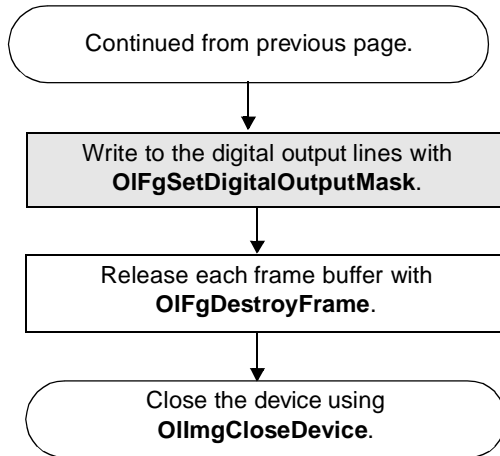 Continued from previous page.
Write to the digital output lines with
OlFgSetDigitalOutputMask.
Release each frame buffer with
OlFgDestroyFrame.
Close the device using
OlImgCloseDevice.